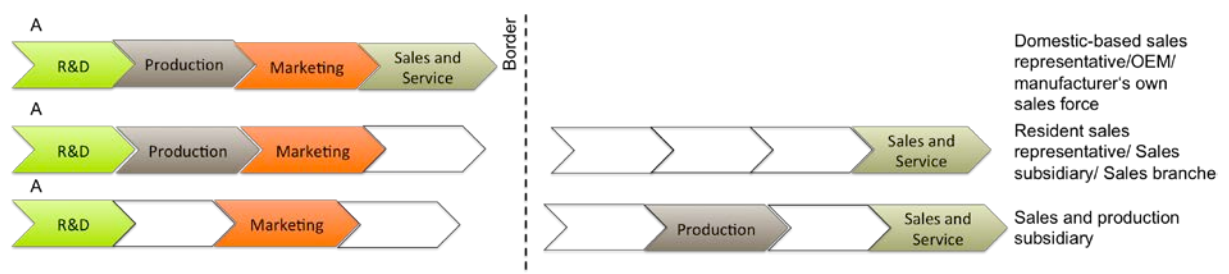 A
R&D
Production
Marketing
Sales and
Service
Border
Domestic-based sales
representative/OEM/
manufacturer's own
sales force
A
R&D
Production
Marketing
Sales and
Service
Resident sales
representative/ Sales
subsidiary/ Sales branche
A
R&D
Marketing
Production
Sales and
Service
Sales and production
subsidiary